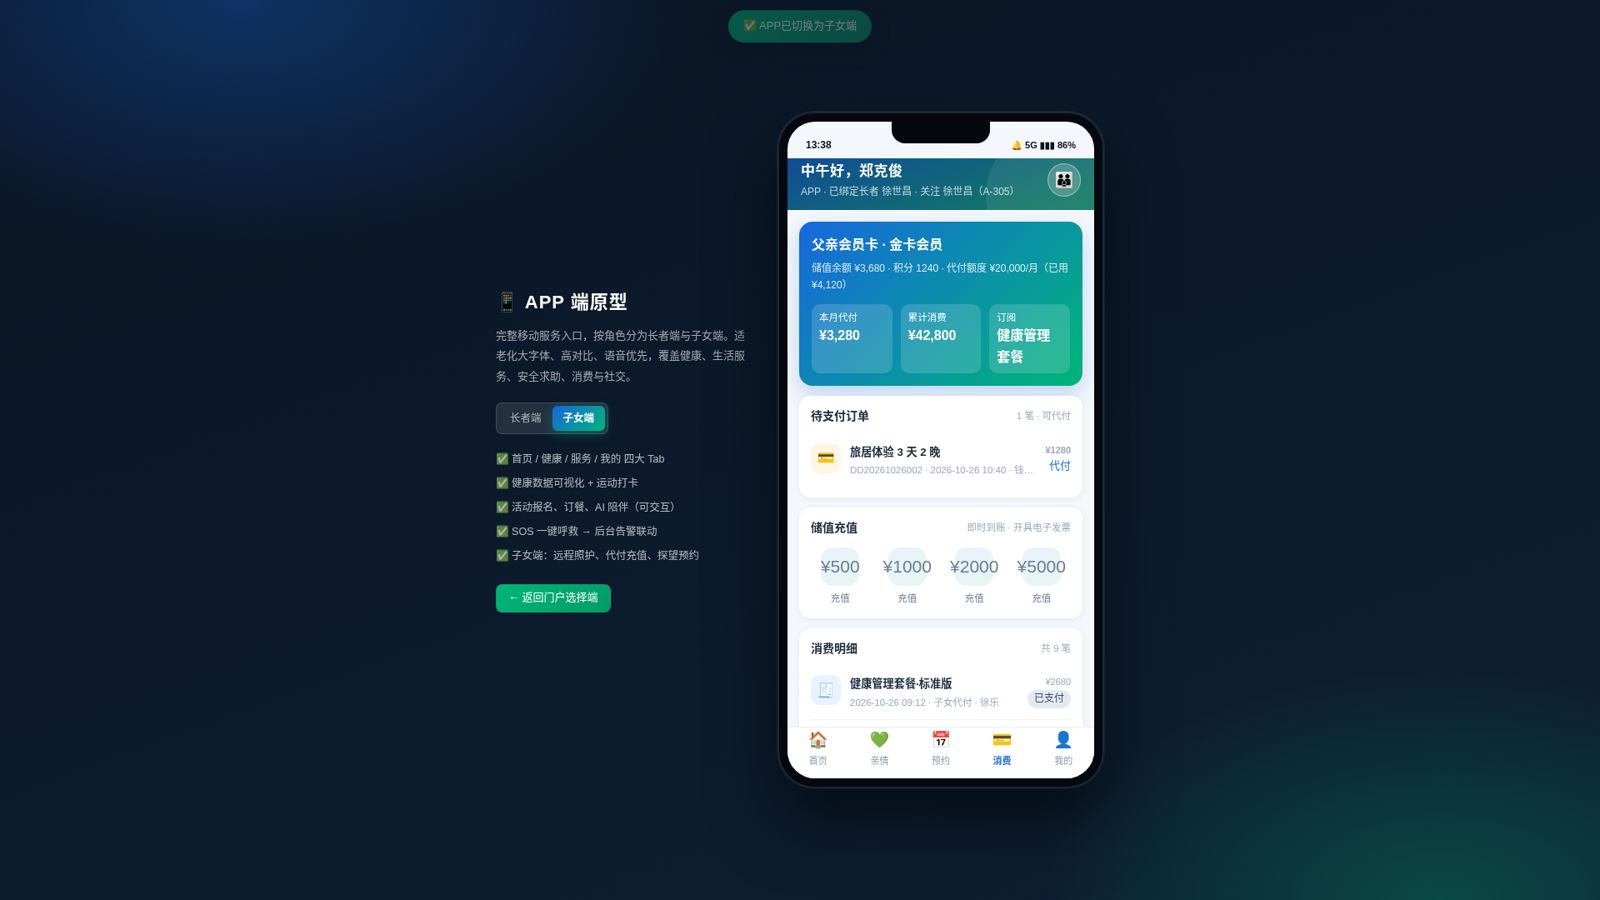 ✅ APP已切换为子女端
📱 APP 端原型
完整移动服务入口，按角色分为长者端与子女端。适
老化大字体、高对比、语音优先，覆盖健康、生活服
务、安全求助、消费与社交。
长者端 子女端
✅ 首页 / 健康 / 服务 / 我的 四大 Tab
✅ 健康数据可视化 + 运动打卡
✅ 活动报名、订餐、AI 陪伴（可交互）
✅ SOS 一键呼救 → 后台告警联动
✅ 子女端：远程照护、代付充值、探望预约
← 返回门户选择端
13:38 🔔 5G ▮▮▮ 86%
中午好，郑克俊
APP · 已绑定长者 徐世昌 · 关注 徐世昌（A-305）
父亲会员卡 · 金卡会员
储值余额 ¥3,680 · 积分 1240 · 代付额度 ¥20,000/月（已用
¥4,120）
本月代付 累计消费 订阅
¥3,280 ¥42,800 健康管理
套餐
待支付订单 1 笔 · 可代付
旅居体验 3 天 2 晚 ¥1280
DD20261026002 · 2026-10-26 10:40 · 钱… 代付
储值充值 即时到账 · 开具电子发票
¥500 ¥1000 ¥2000 ¥5000
充值 充值 充值 充值
消费明细 共 9 笔
健康管理套餐·标准版 ¥2680
2026-10-26 09:12 · 子女代付 · 徐乐 已支付
首页 亲情 预约 消费 我的